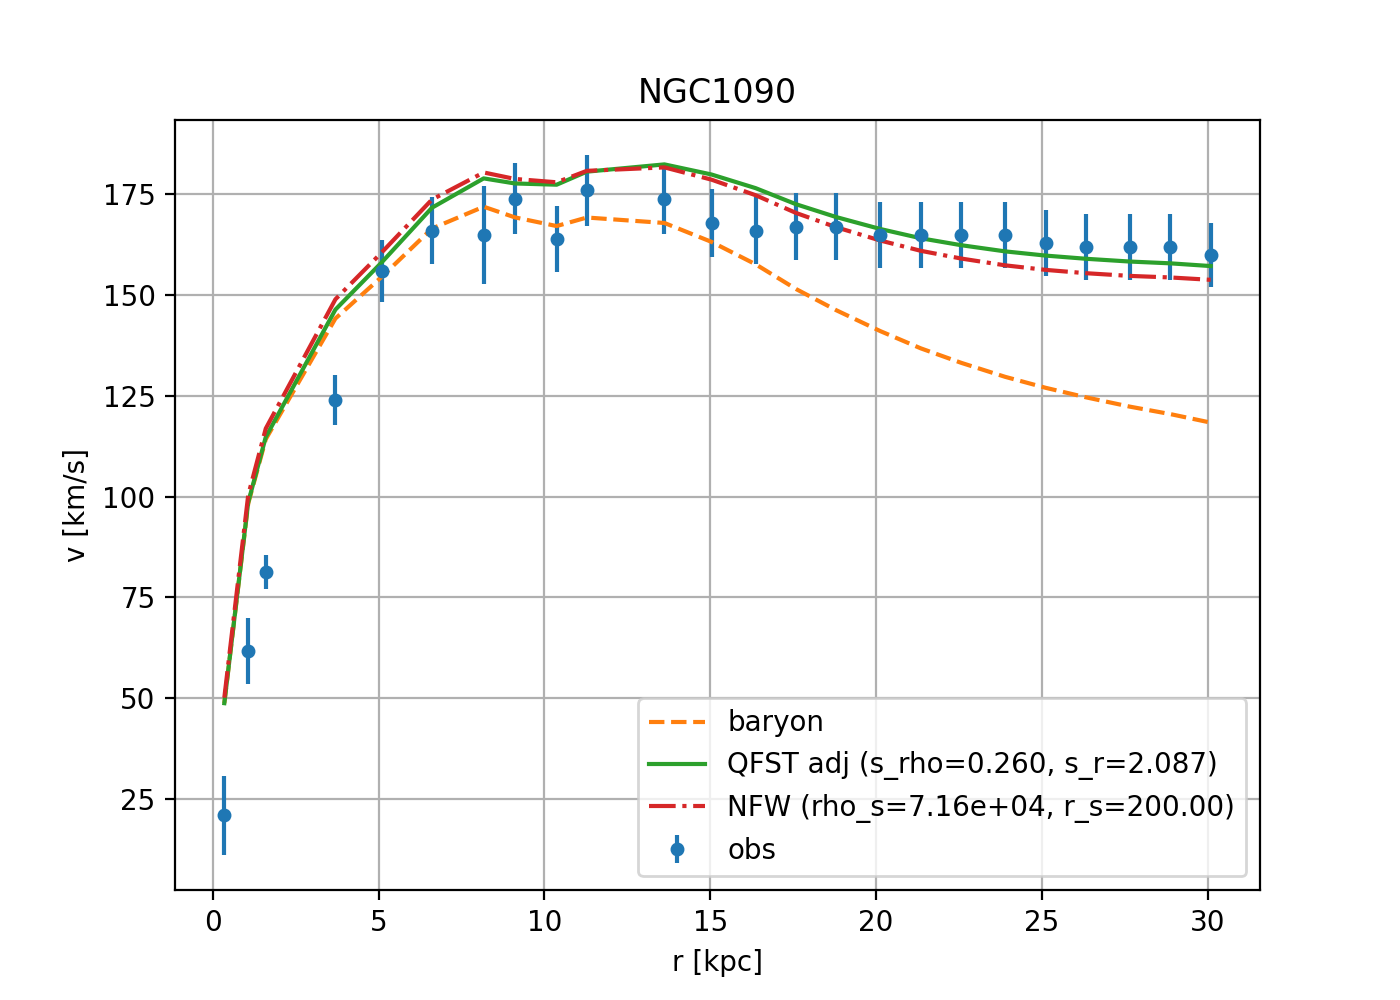 NGC1090
v [km/s]
175
150
125
100
75
50
25
baryon
QFST adj (s_rho=0.260, s_r=2.087)
NFW (rho_s=7.16e+04, r_s=200.00)
obs
0 5 10 15 20 25 30
r [kpc]